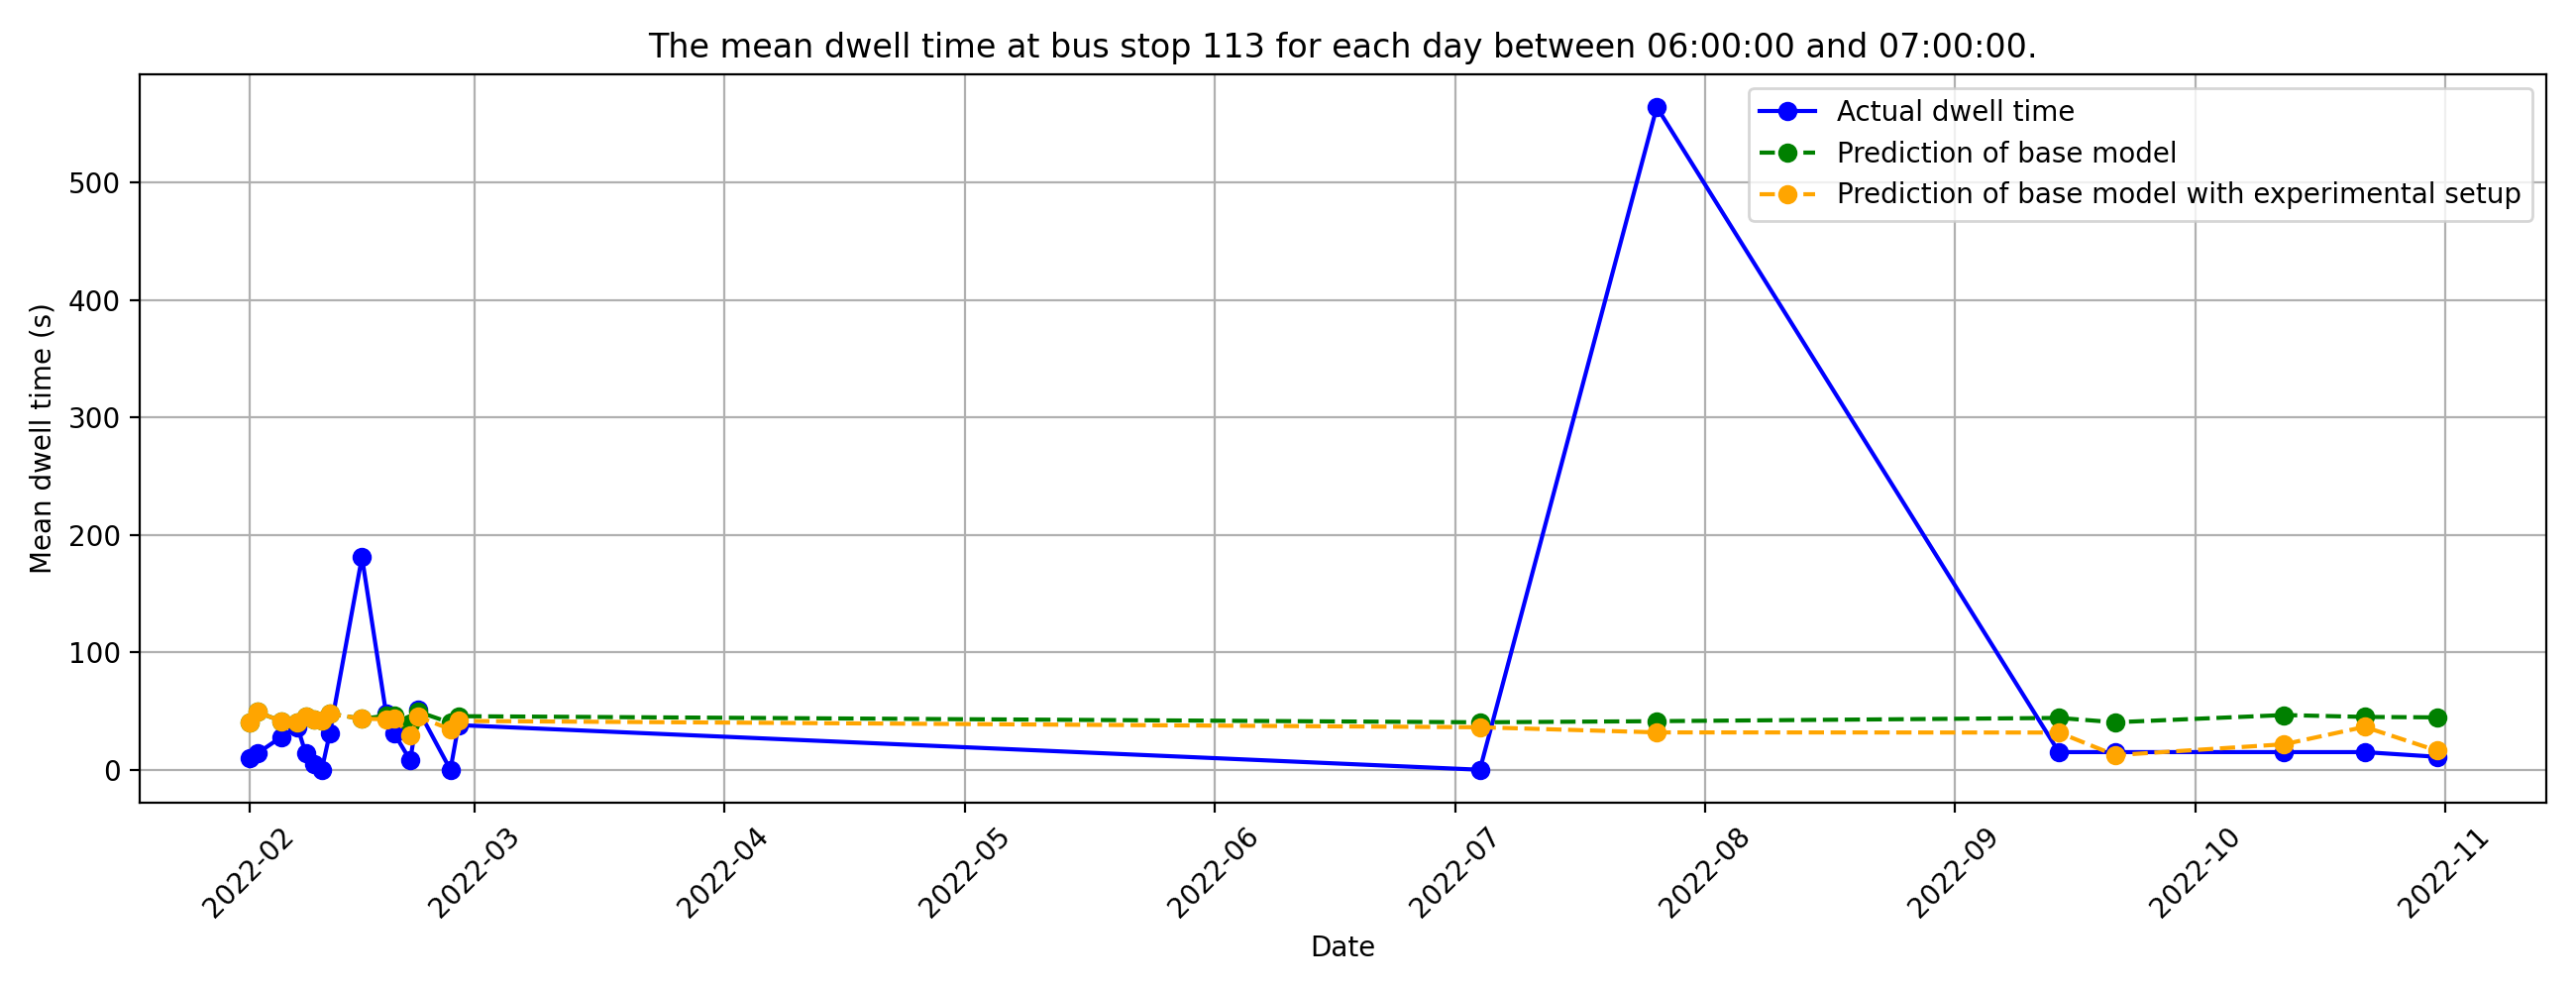 The mean dwell time at bus stop 113 for each day between 06:00:00 and 07:00:00.
Actual dwell time
Prediction of base model
Prediction of base model with experimental setup
Mean dwell time (s)
500
400
300
200
100
0
2022-02
2022-03
2022-04
2022-05
2022-06
2022-07
2022-08
2022-09
2022-10
2022-11
Date